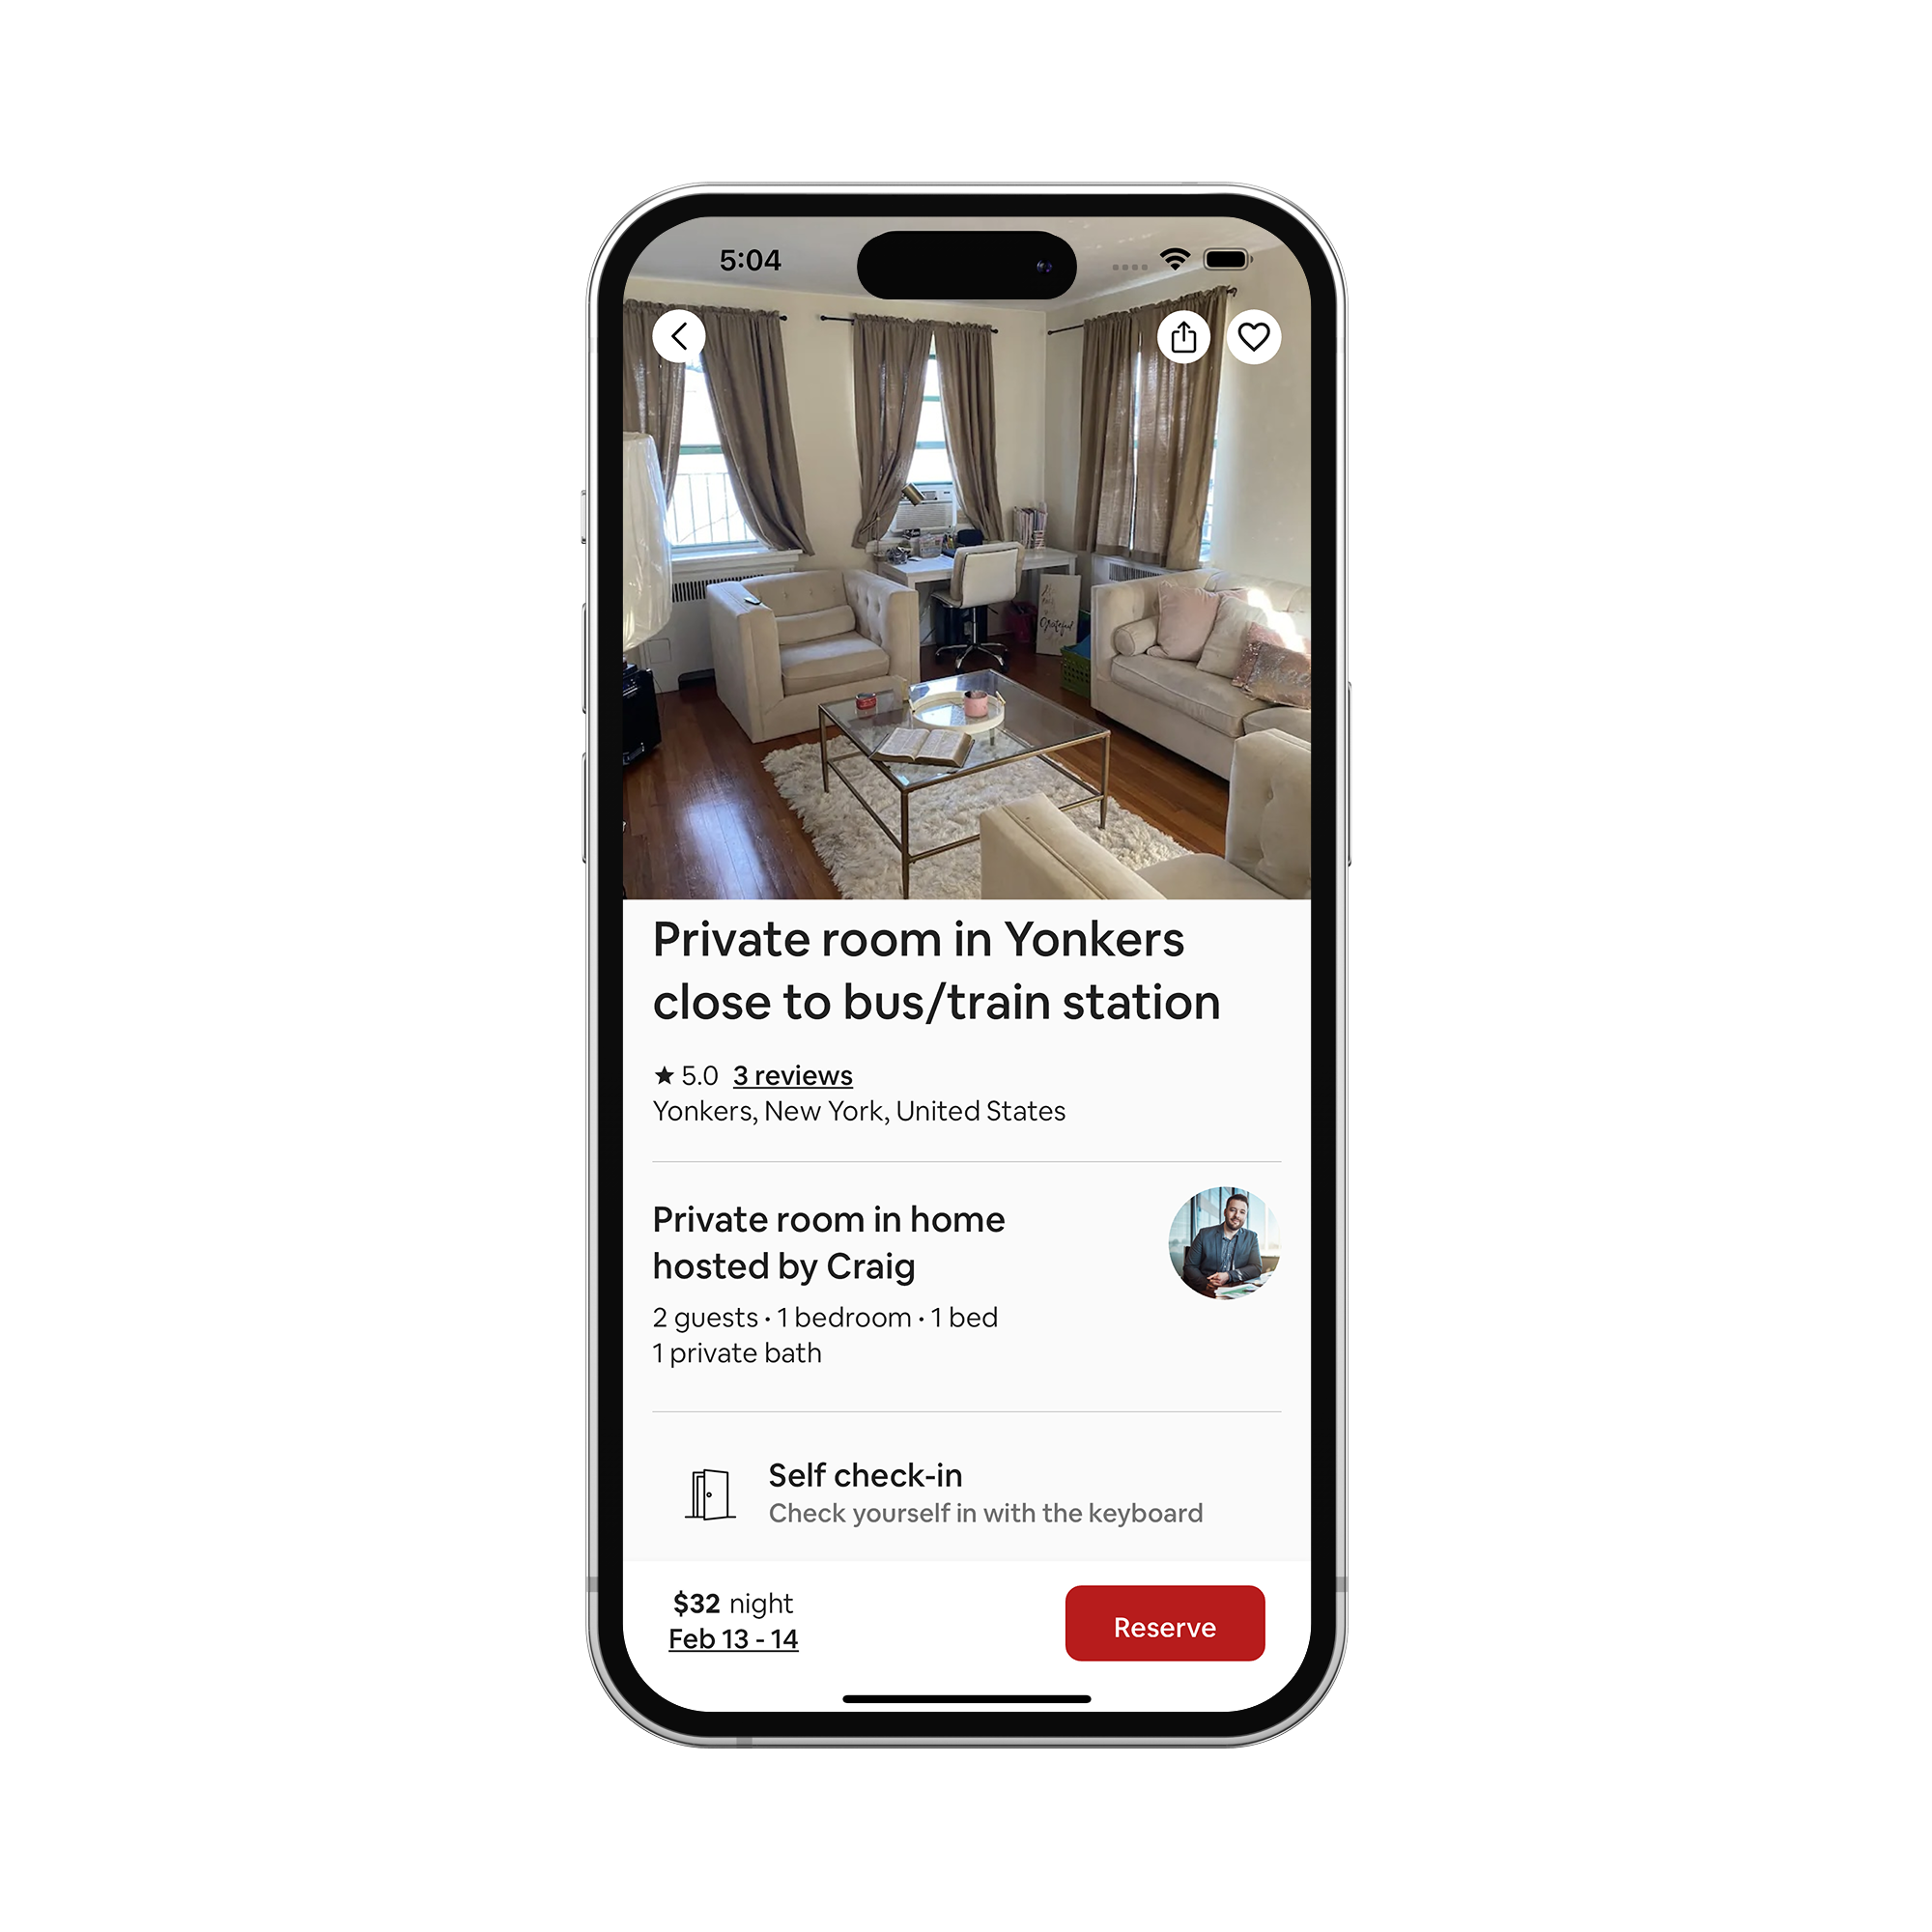 5:04
Grateful
Private room in Yonkers
close to bus/train station
★ 5.0 3 reviews
Yonkers, New York, United States
Private room in home
hosted by Craig
2 guests · 1 bedroom · 1 bed
1 private bath
Self check-in
Check yourself in with the keyboard
$32 night
Feb 13 - 14
Reserve